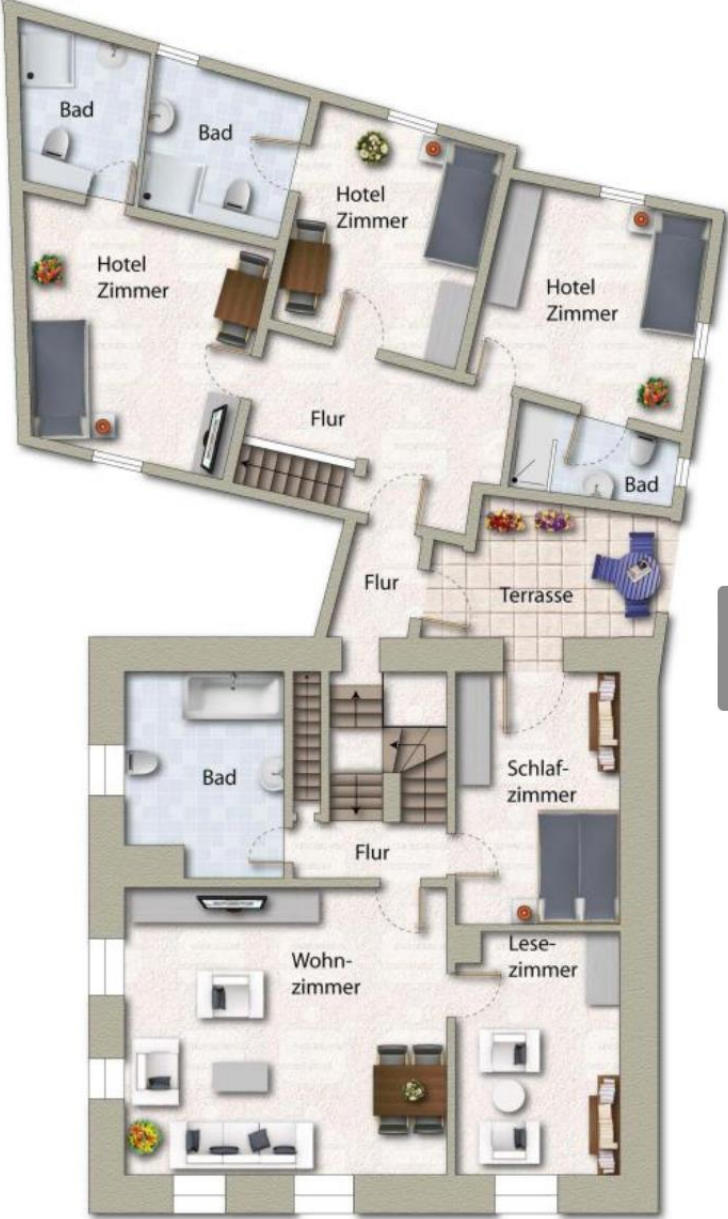 Bad
Bad
Hotel
Zimmer
Hotel
Zimmer
Hotel
Zimmer
Flur
Bad
Flur
Terrasse
Bad
Schlaf-
zimmer
Flur
Wohn-
zimmer
Lese-
zimmer